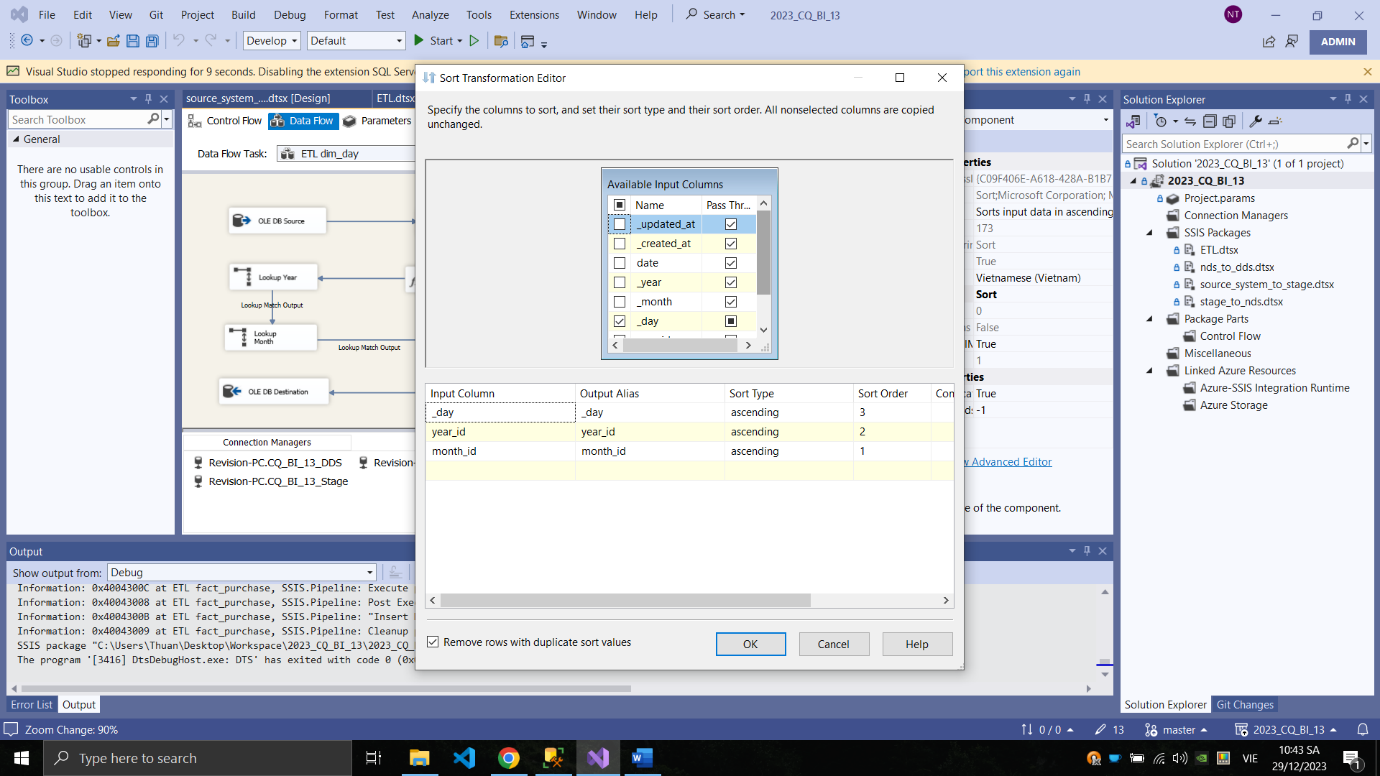 File Edit View Git Project Build Debug Format Test Analyze Tools Extensions Window Help Search 2023_CQ_BI_13 NT
Develop Default Start ADMIN
Visual Studio stopped responding for 9 seconds. Disabling the extension SQL Serv
port this extension again
Toolbox
Search Toolbox
General
There are no usable controls in
this group. Drag an item onto
this text to add it to the
toolbox.
source_system_....dtsx [Design] ETL.dtsx
Control Flow Data Flow Parameters
Data Flow Task: ETL dim_day
OLE DB Source
Lookup Year
Lookup Match Output
Lookup
Month
Lookup Match Output
OLE DB Destination
Connection Managers
Revision-PC.CQ_BI_13_DDS Revision-
Revision-PC.CQ_BI_13_Stage
Sort Transformation Editor
Specify the columns to sort, and set their sort type and their sort order. All nonselected columns are copied
unchanged.
Available Input Columns
Name Pass Thr...
_updated_at
_created_at
date
_year
_month
_day
Input Column Output Alias Sort Type Sort Order Con
_day _day ascending 3
year_id year_id ascending 2
month_id month_id ascending 1
Remove rows with duplicate sort values
OK Cancel Help
omponent
erties
{C09F406E-A618-428A-B1B7
Sort;Microsoft Corporation; M
Sorts input data in ascending
173
Sort
True
Vietnamese (Vietnam)
Sort
0
False
True
1
rties
True
-1
w Advanced Editor
e of the component.
Solution Explorer
Search Solution Explorer (Ctrl+;)
Solution '2023_CQ_BI_13' (1 of 1 project)
2023_CQ_BI_13
Project.params
Connection Managers
SSIS Packages
ETL.dtsx
nds_to_dds.dtsx
source_system_to_stage.dtsx
stage_to_nds.dtsx
Package Parts
Control Flow
Miscellaneous
Linked Azure Resources
Azure-SSIS Integration Runtime
Azure Storage
Output
Show output from: Debug
Information: 0x4004300C at ETL fact_purchase, SSIS.Pipeline: Execute
Information: 0x40043008 at ETL fact_purchase, SSIS.Pipeline: Post Exe
Information: 0x4004300B at ETL fact_purchase, SSIS.Pipeline: "Insert
Information: 0x40043009 at ETL fact_purchase, SSIS.Pipeline: Cleanup
SSIS package "C:\Users\Thuan\Desktop\Workspace\2023_CQ_BI_13\2023_CQ_
The program '[3416] DtsDebugHost.exe: DTS' has exited with code 0 (0x
Error List Output
Solution Explorer Git Changes
Zoom Change: 90% 0 / 0 13 master 2023_CQ_BI_13
Type here to search
VIE
10:43 SA
29/12/2023
1